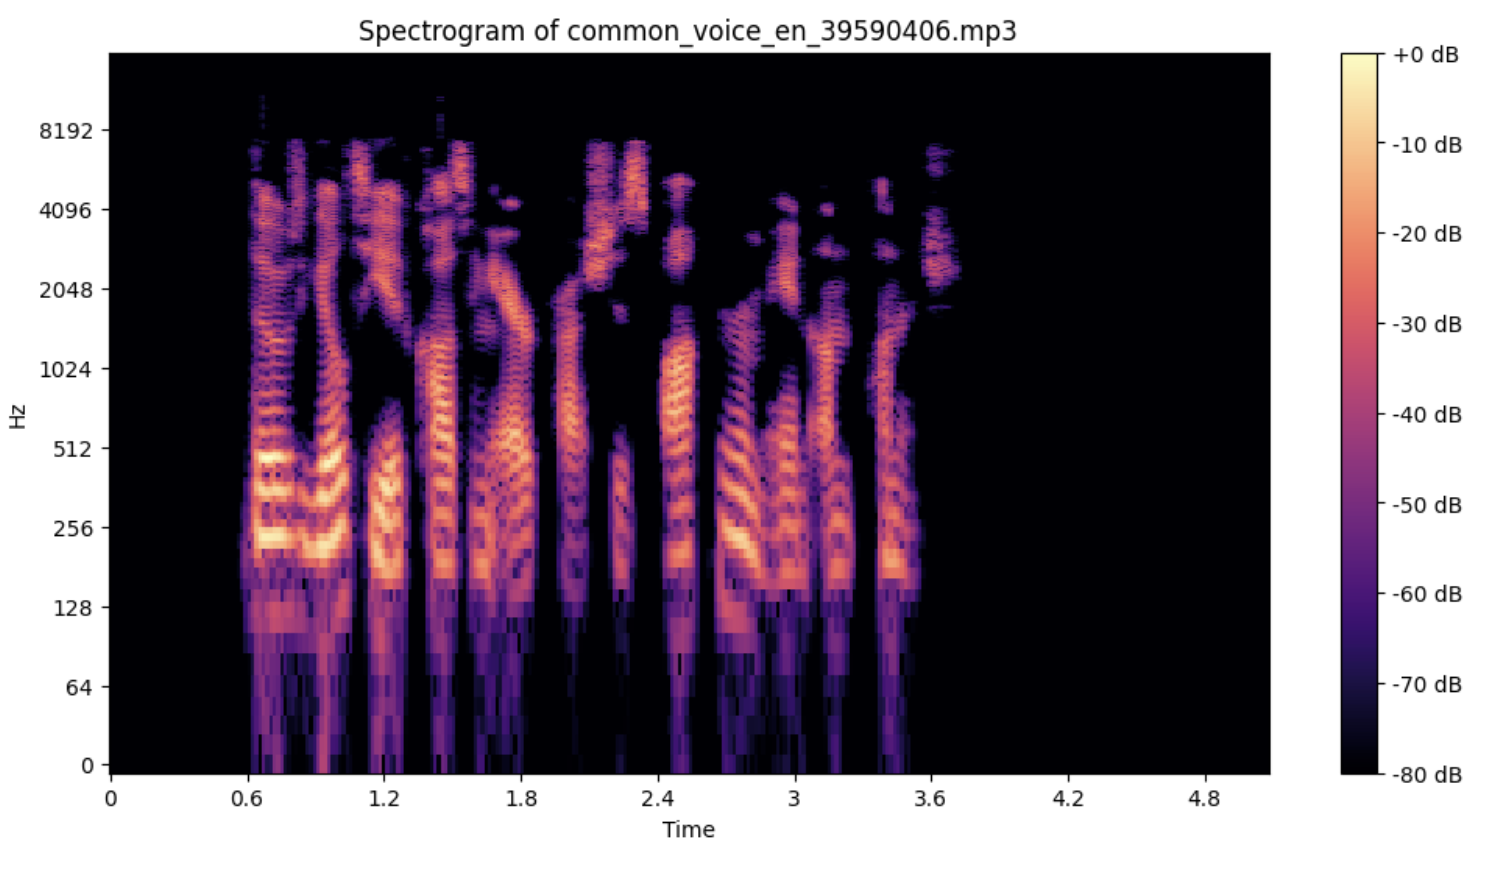 Spectrogram of common_voice_en_39590406.mp3
+0 dB
8192
-10 dB
4096
-20 dB
2048
-30 dB
1024
Hz
-40 dB
512
-50 dB
256
-60 dB
128
64
-70 dB
0
-80 dB
0 0.6 1.2 1.8 2.4 3 3.6 4.2 4.8
Time